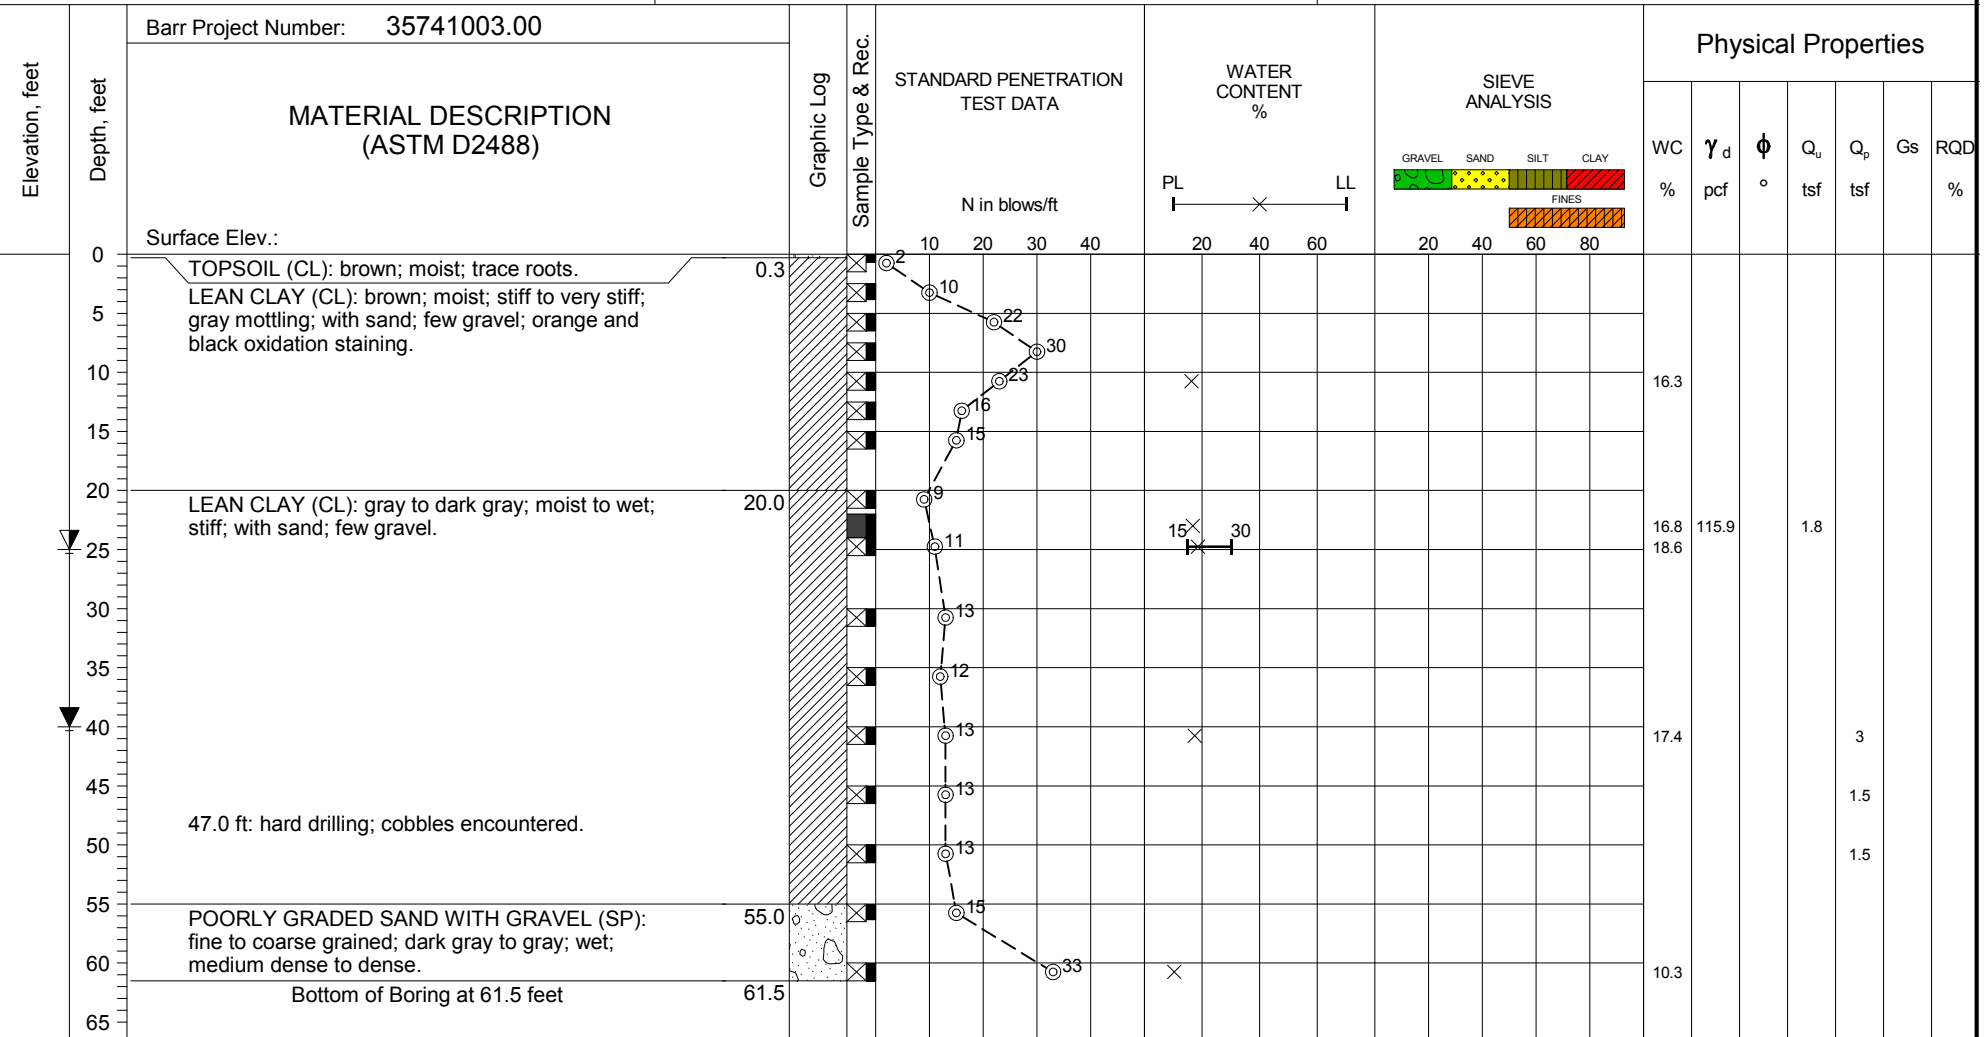 Barr Project Number: 35741003.00
Elevation, feet
Depth, feet
MATERIAL DESCRIPTION
(ASTM D2488)
Surface Elev.:
Graphic Log
Sample Type & Rec.
STANDARD PENETRATION
TEST DATA
N in blows/ft
10 20 30 40
WATER
CONTENT
%
PL LL
20 40 60
SIEVE
ANALYSIS
GRAVEL SAND SILT CLAY
FINES
20 40 60 80
Physical Properties
WC γd ϕ Qu Qp Gs RQD
% pcf ° tsf tsf %
0
TOPSOIL (CL): brown; moist; trace roots. 0.3
2
LEAN CLAY (CL): brown; moist; stiff to very stiff;
gray mottling; with sand; few gravel; orange and
black oxidation staining.
10
5
22
30
10
23
16.3
16
15
15
20
9
LEAN CLAY (CL): gray to dark gray; moist to wet; 20.0
stiff; with sand; few gravel.
15 30
16.8 115.9 1.8
25
11
18.6
30
13
35
12
40
13
17.4 3
45
13
1.5
47.0 ft: hard drilling; cobbles encountered.
50
13
1.5
55
15
POORLY GRADED SAND WITH GRAVEL (SP): 55.0
fine to coarse grained; dark gray to gray; wet;
medium dense to dense.
60
33
10.3
Bottom of Boring at 61.5 feet 61.5
65